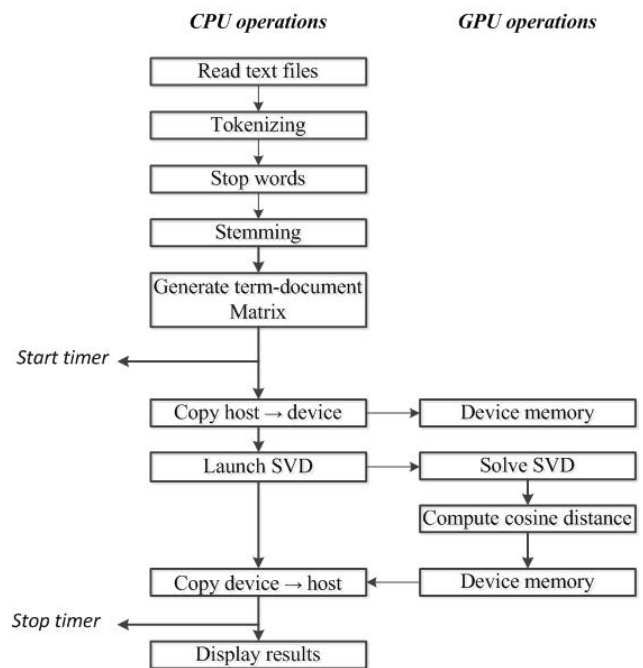 CPU operations
GPU operations
Read text files
Tokenizing
Stop words
Stemming
Generate term-document
Matrix
Start timer
Copy host → device
Device memory
Launch SVD
Solve SVD
Compute cosine distance
Copy device → host
Device memory
Stop timer
Display results